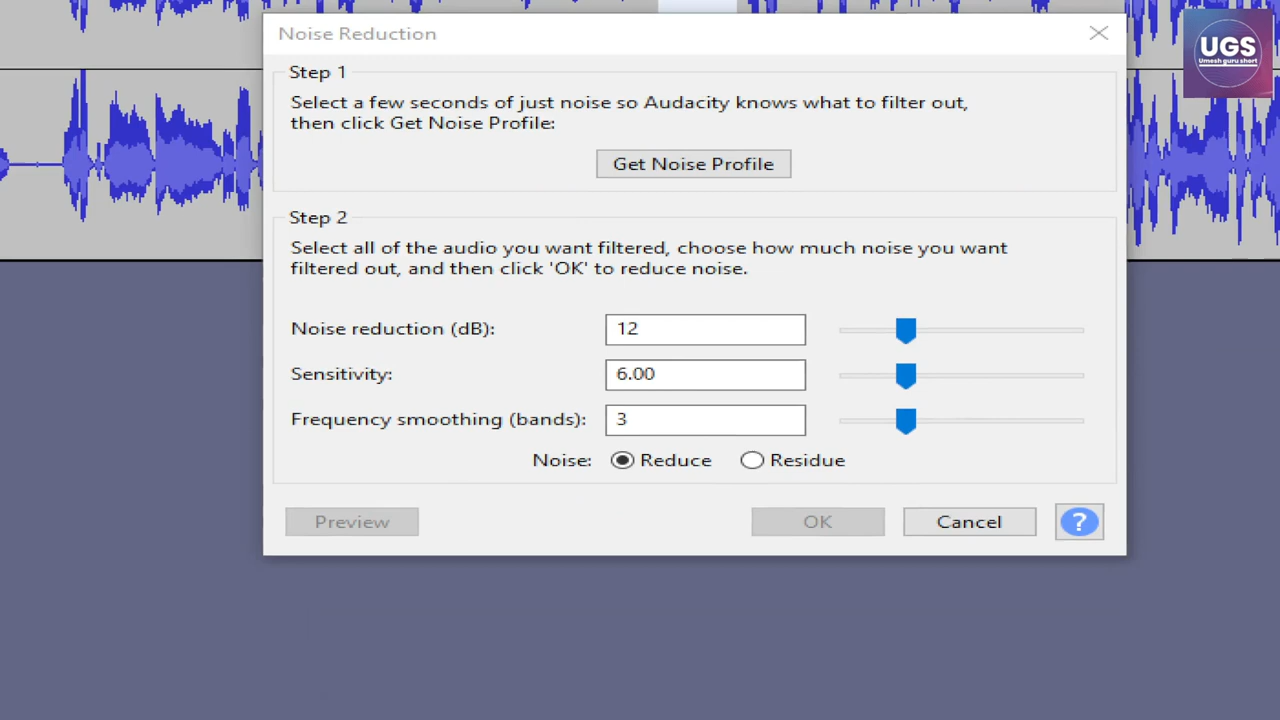 Noise Reduction
UGS
Umesh guru short
Step 1
Select a few seconds of just noise so Audacity knows what to filter out,
then click Get Noise Profile:
Get Noise Profile
Step 2
Select all of the audio you want filtered, choose how much noise you want
filtered out, and then click 'OK' to reduce noise.
Noise reduction (dB): 12
Sensitivity: 6.00
Frequency smoothing (bands): 3
Noise: Reduce Residue
Preview OK Cancel ?